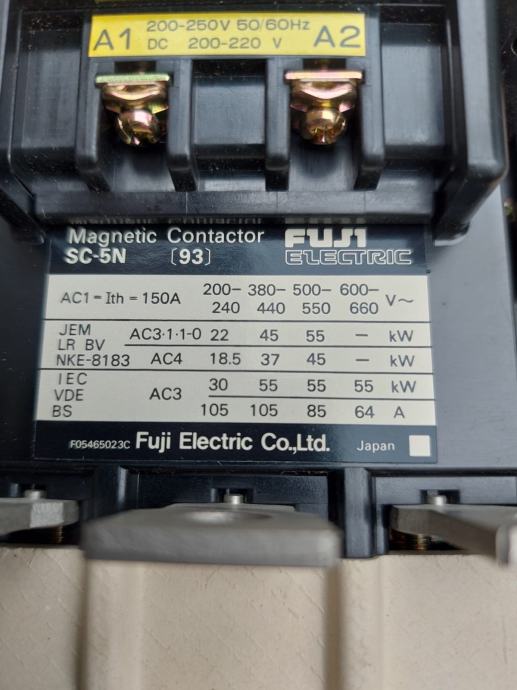 A1 200-250V 50/60Hz A2
DC 200-220 V
Magnetic Contactor FUJI
SC-5N [93] ELECTRIC
AC1=Ith=150A 200- 380- 500- 600- V~
240 440 550 660
JEM AC3·1·1-0 22 45 55 — kW
LR BV
NKE-8183 AC4 18.5 37 45 — kW
IEC 30 55 55 55 kW
VDE AC3
BS 105 105 85 64 A
F05465023C Fuji Electric Co.,Ltd. Japan